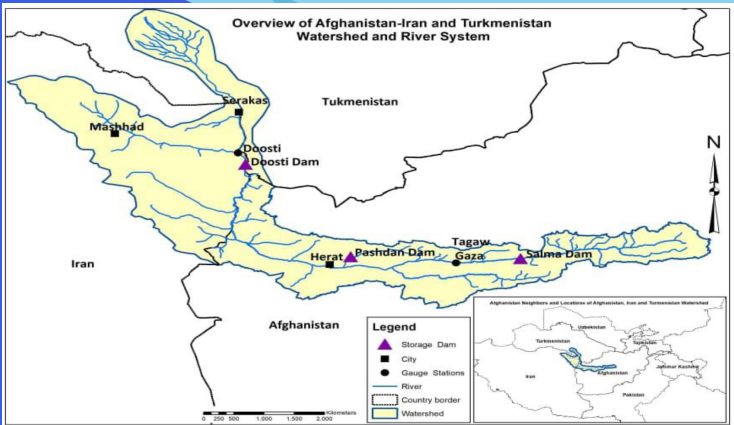 Overview of Afghanistan-Iran and Turkmenistan
Watershed and River System
Serakas
Tukmenistan
Mashhad
Doosti
Doosti Dam
N
Tagaw
Iran
Herat
Pashdan Dam
Gaza
Salma Dam
Afghanistan
Legend
Storage Dam
City
Gauge Stations
River
Country border
Watershed
Kilometers
0 250 500 1,000 1,500 2,000
Afghanistan Neighbors and Locations of Afghanistan, Iran and Turmenistan Watershed
Uzbekistan
Turkmenistan
Tajikistan
Jammar Kashmir
Iran
Afghanistan
Pakistan